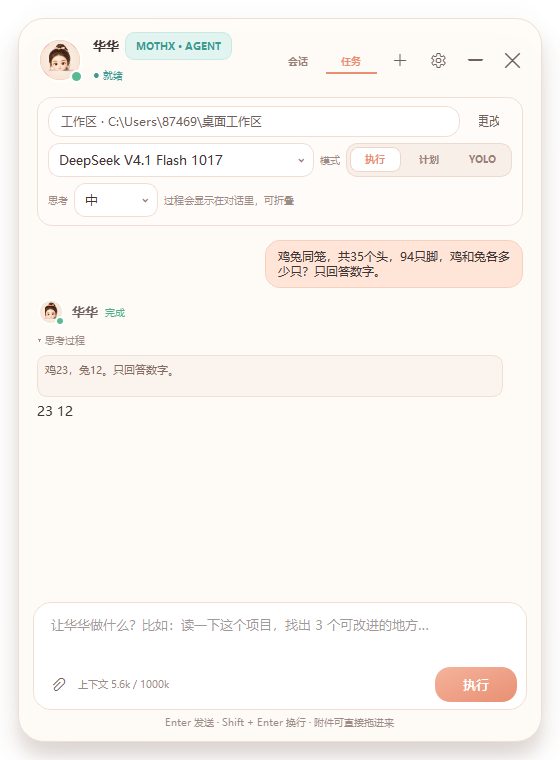 华华 MOTHX • AGENT
• 就绪
会话 任务
工作区 · C:\Users\87469\桌面工作区 更改
DeepSeek V4.1 Flash 1017 模式 执行 计划 YOLO
思考 中 过程会显示在对话里，可折叠
鸡兔同笼，共35个头，94只脚，鸡和兔各多
少只？只回答数字。
华华 完成
思考过程
鸡23，兔12。只回答数字。
23 12
让华华做什么？比如：读一下这个项目，找出 3 个可改进的地方...
上下文 5.6k / 1000k 执行
Enter 发送 · Shift + Enter 换行 · 附件可直接拖进来